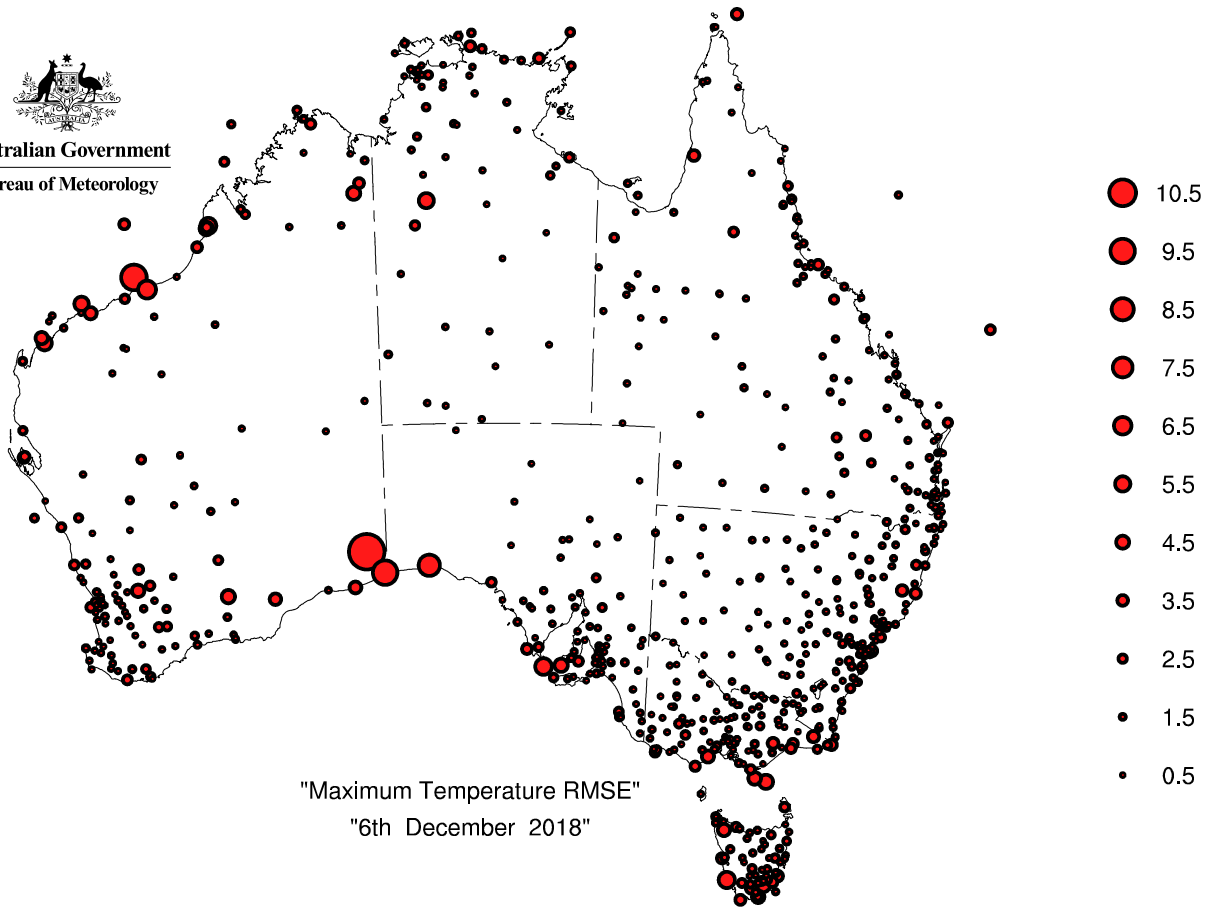 AUSTRALIA
tralian Government
reau of Meteorology
10.5
9.5
8.5
7.5
6.5
5.5
4.5
3.5
2.5
1.5
0.5
"Maximum Temperature RMSE"
"6th December 2018"